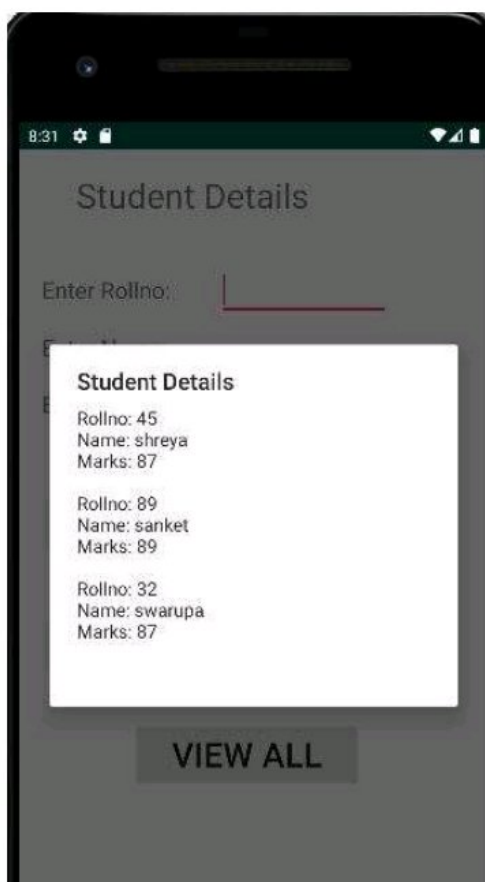 8:31
Student Details
Enter Rollno:
Student Details
Rollno: 45
Name: shreya
Marks: 87
Rollno: 89
Name: sanket
Marks: 89
Rollno: 32
Name: swarupa
Marks: 87
VIEW ALL